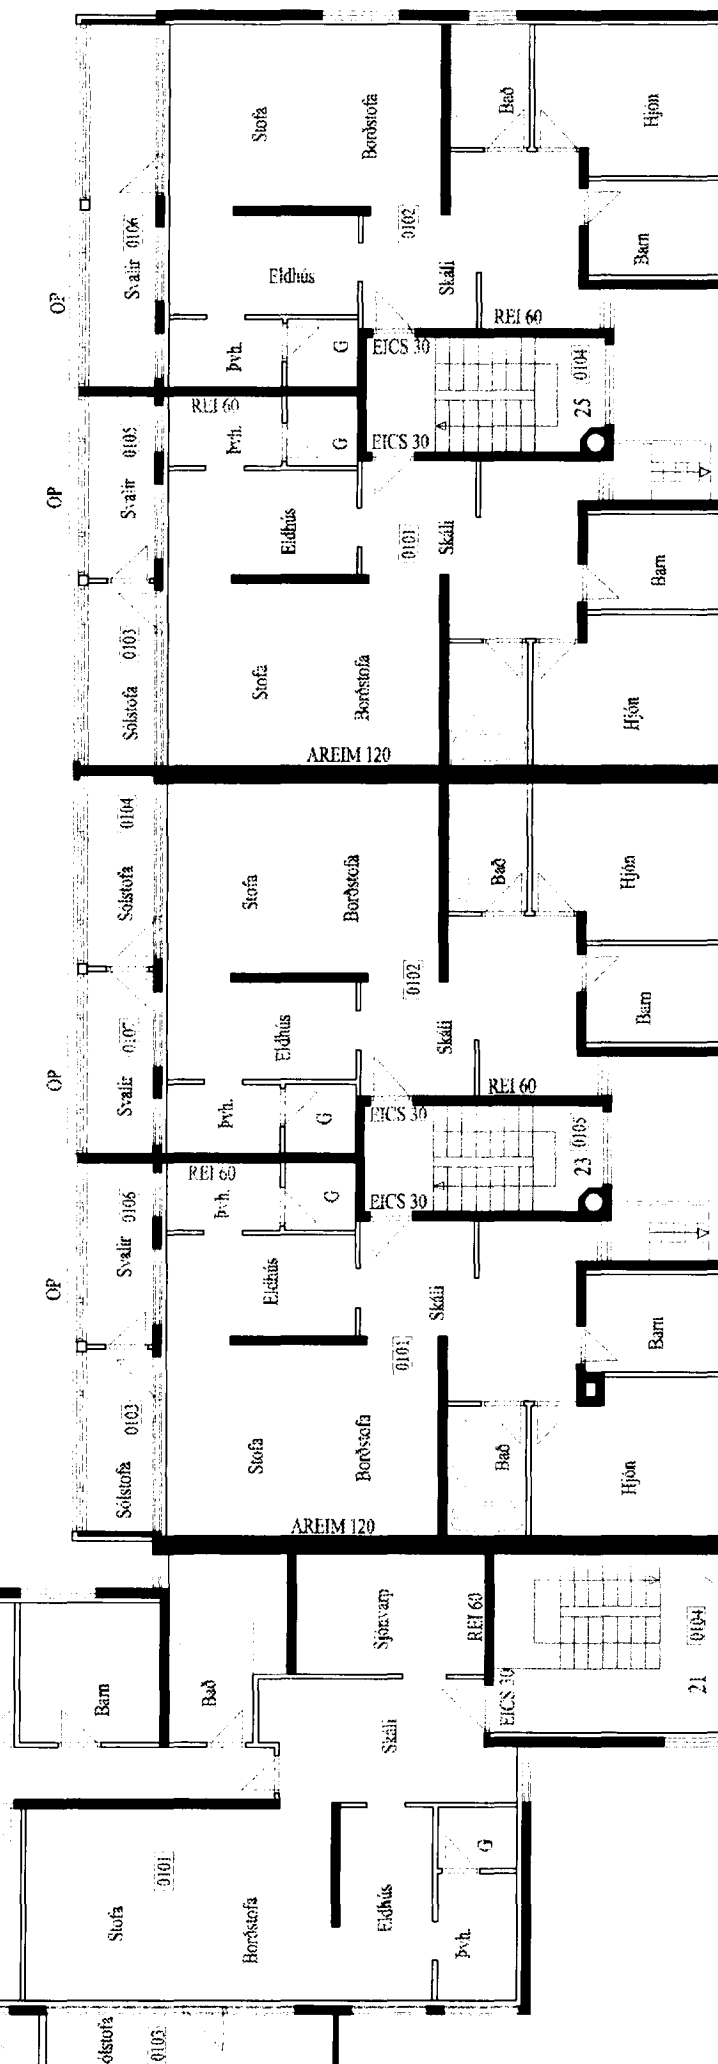 Stofa
Borðstofa
Bað
Hjón
OP
Svalir 0106
Eldhús
0102
Skáli
Barn
Þvh.
G
EICS 30
REI 60
25
0104
OP
Svalir 0105
REI 60
Þvh.
G
EICS 30
Eldhús
0101
Skáli
Barn
Sólstofa 0103
Stofa
Borðstofa
Hjón
AREIM 120
Sólstofa 0104
Stofa
Borðstofa
Bað
Hjón
OP
Svalir 0107
Eldhús
0102
Skáli
Barn
Þvh.
G
EICS 30
REI 60
23
0105
OP
Svalir 0106
REI 60
Þvh.
G
EICS 30
Eldhús
0101
Skáli
Barn
Sólstofa 0103
Stofa
Borðstofa
Bað
Hjón
AREIM 120
Barn
Bað
Sjónvarp
REI 60
EICS 30
21
0104
Skáli
0101
Stofa
Borðstofa
Eldhús
G
Þvh.
ólstofa
0103